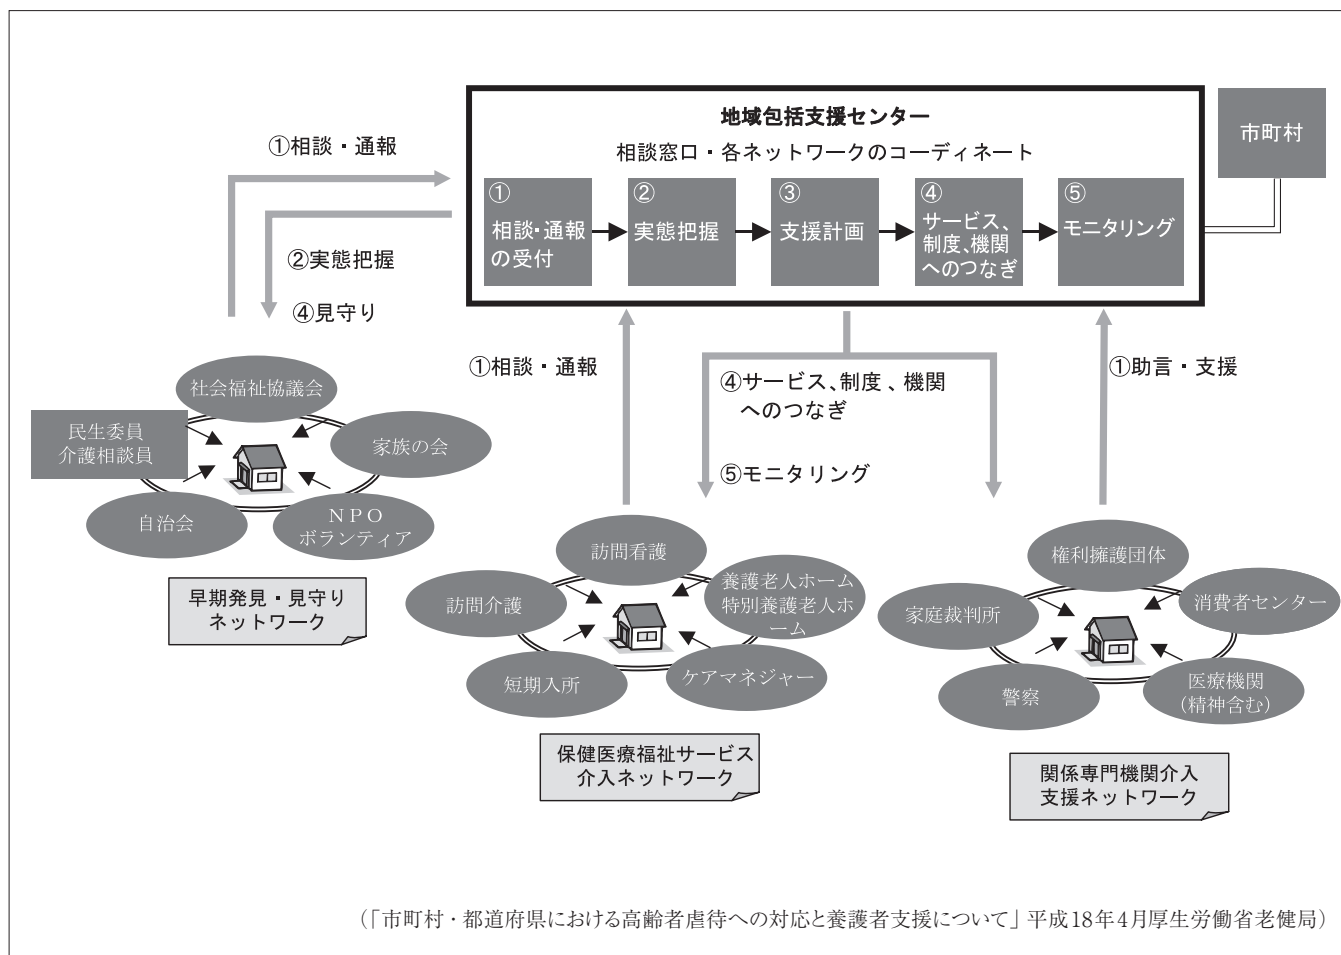 地域包括支援センター
相談窓口・各ネットワークのコーディネート
市町村
①
相談・通報
の受付
②
実態把握
③
支援計画
④
サービス、
制度、機関
へのつなぎ
⑤
モニタリング
①相談・通報
②実態把握
④見守り
①相談・通報
④サービス、制度、機関
へのつなぎ
⑤モニタリング
①助言・支援
社会福祉協議会
民生委員
介護相談員
家族の会
自治会
NPO
ボランティア
早期発見・見守り
ネットワーク
訪問看護
訪問介護
養護老人ホーム
特別養護老人ホ
ーム
短期入所
ケアマネジャー
保健医療福祉サービス
介入ネットワーク
権利擁護団体
家庭裁判所
消費者センター
警察
医療機関
(精神含む)
関係専門機関介入
支援ネットワーク
(「市町村・都道府県における高齢者虐待への対応と養護者支援について」平成18年4月厚生労働省老健局)